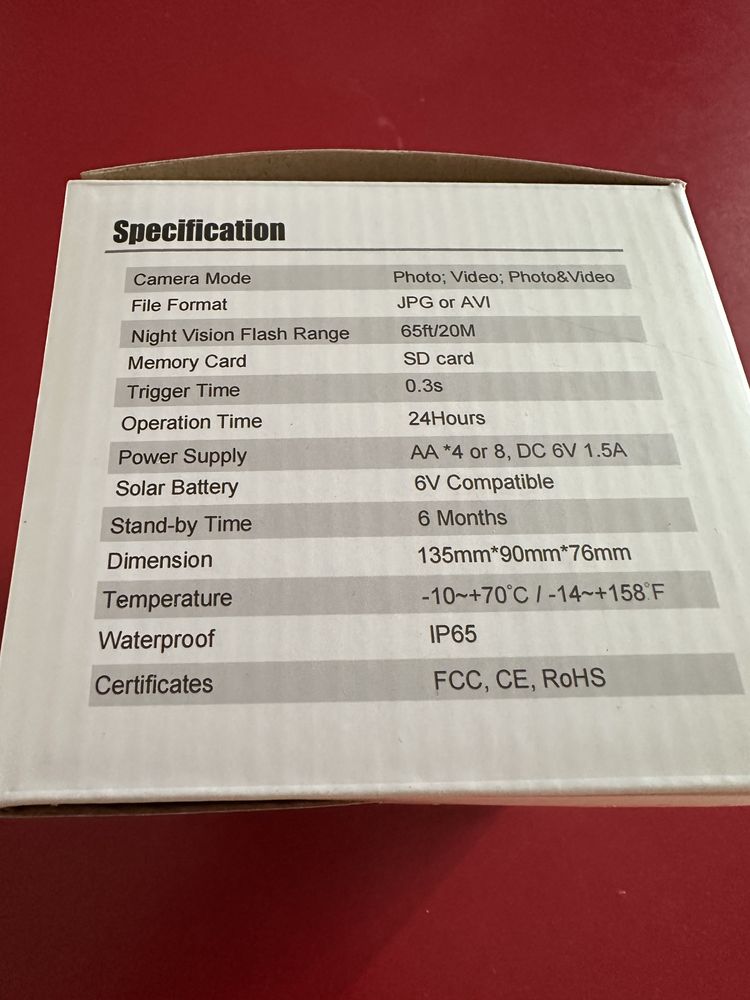 Specification
Camera Mode Photo; Video; Photo&Video
File Format JPG or AVI
Night Vision Flash Range 65ft/20M
Memory Card SD card
Trigger Time 0.3s
Operation Time 24Hours
Power Supply AA *4 or 8, DC 6V 1.5A
Solar Battery 6V Compatible
Stand-by Time 6 Months
Dimension 135mm*90mm*76mm
Temperature -10~+70°C / -14~+158°F
Waterproof IP65
Certificates FCC, CE, RoHS